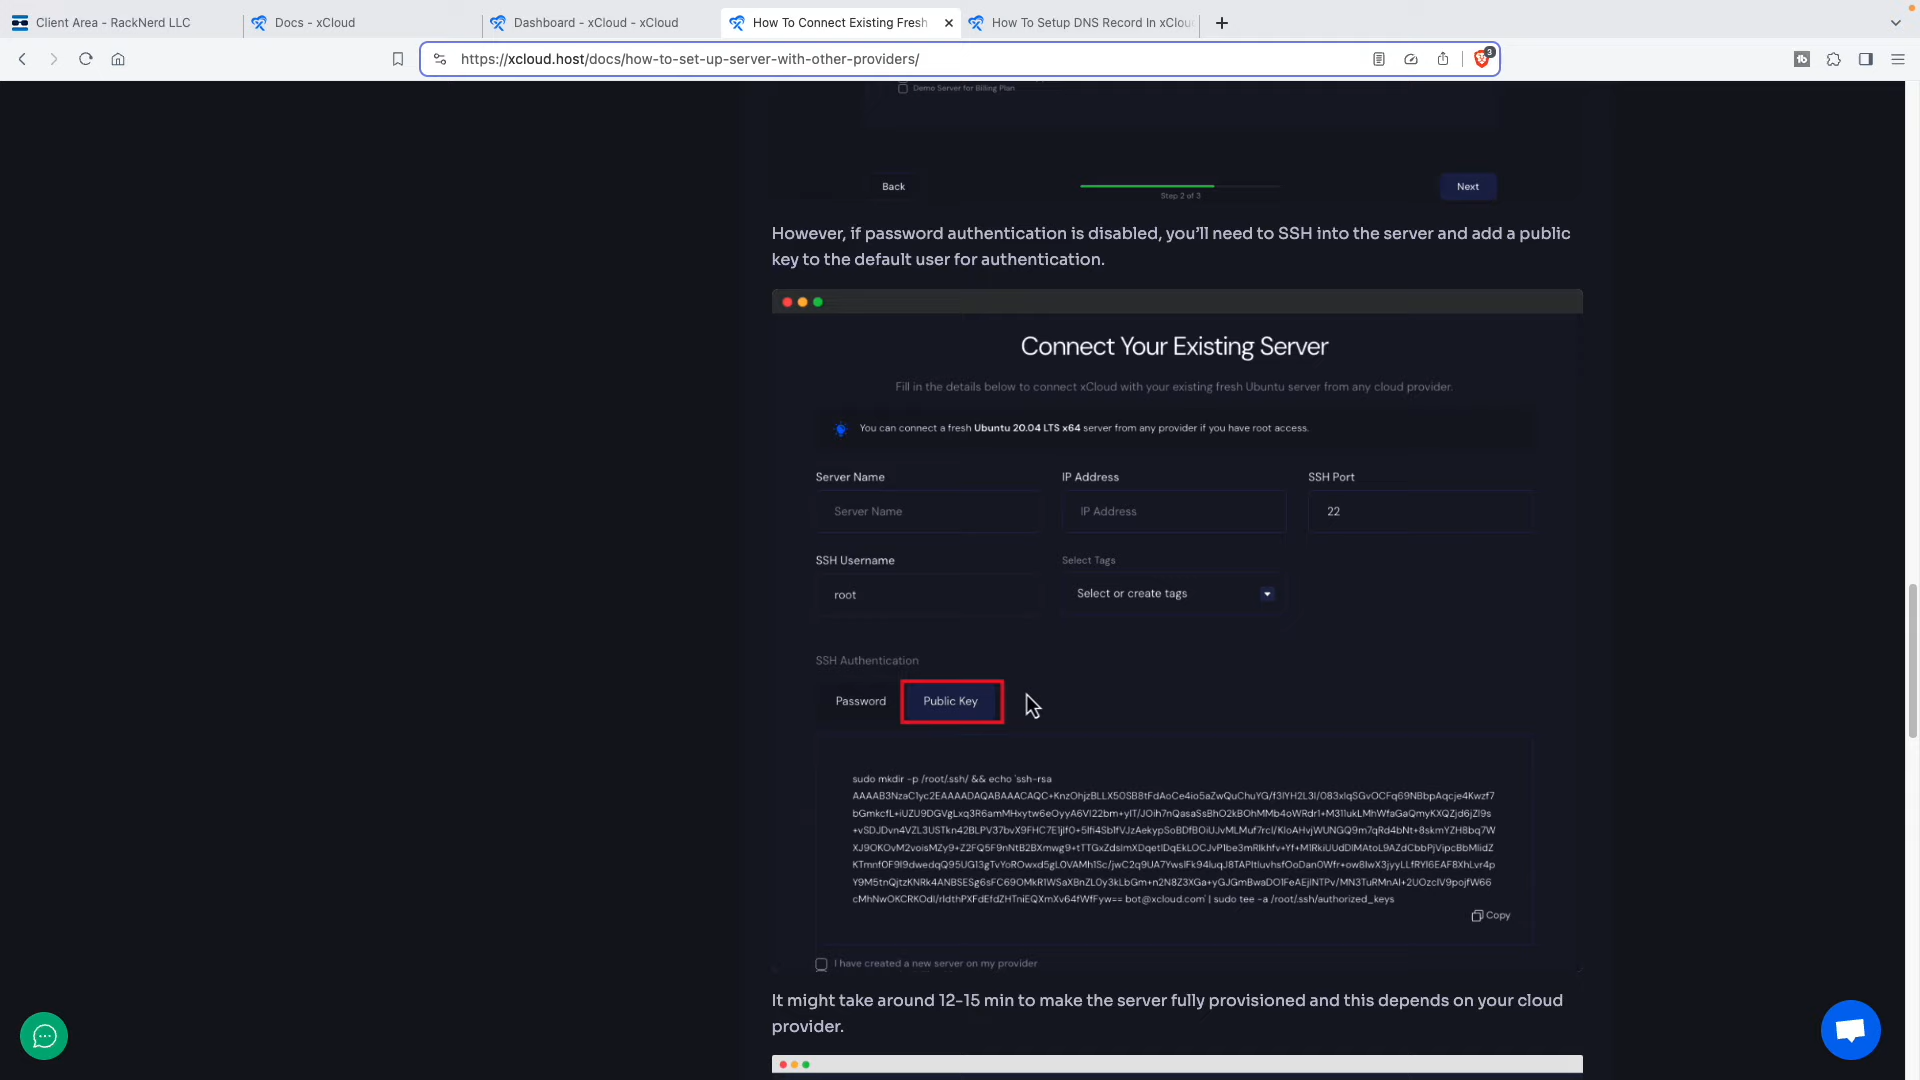 Client Area - RackNerd LLC
Docs - xCloud
Dashboard - xCloud - xCloud
How To Connect Existing Fresh
How To Setup DNS Record In xClou
https://xcloud.host/docs/how-to-set-up-server-with-other-providers/
3
Demo Server for Billing Plan
Back
Step 2 of 3
Next
However, if password authentication is disabled, you’ll need to SSH into the server and add a public
key to the default user for authentication.
Connect Your Existing Server
Fill in the details below to connect xCloud with your existing fresh Ubuntu server from any cloud provider.
You can connect a fresh Ubuntu 20.04 LTS x64 server from any provider if you have root access.
Server Name
IP Address
SSH Port
Server Name
IP Address
22
SSH Username
Select Tags
root
Select or create tags
SSH Authentication
Password
Public Key
sudo mkdir -p /root/.ssh/ && echo 'ssh-rsa
bot@xcloud.com' | sudo tee -a /root/.ssh/authorized_keys
Copy
I have created a new server on my provider
It might take around 12-15 min to make the server fully provisioned and this depends on your cloud
provider.